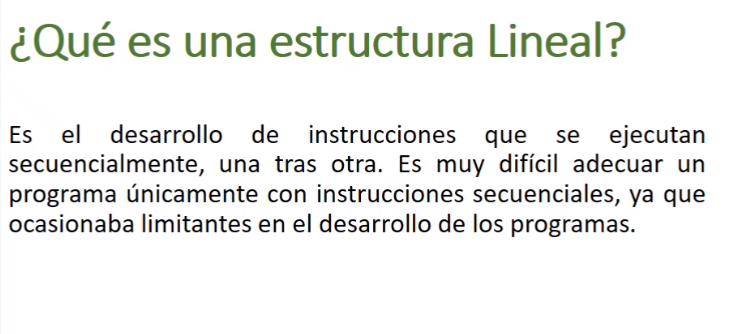 ¿Qué es una estructura Lineal?
Es el desarrollo de instrucciones que se ejecutan
secuencialmente, una tras otra. Es muy difícil adecuar un
programa únicamente con instrucciones secuenciales, ya que
ocasionaba limitantes en el desarrollo de los programas.